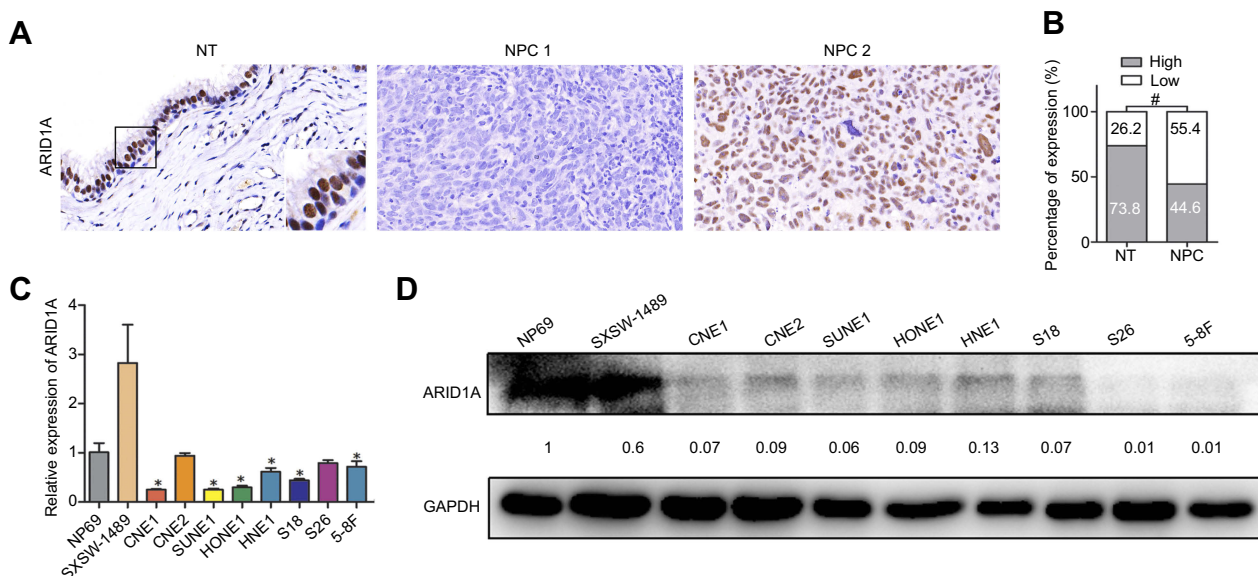 A
NT
NPC 1
NPC 2
ARID1A
B
High
Low
Percentage of expression (%)
100
50
0
#
26.2
55.4
73.8
44.6
NT
NPC
C
Relative expression of ARID1A
4
3
2
1
0
* * * * * *
NP69
SXSW-1489
CNE1
CNE2
SUNE1
HONE1
HNE1
S18
S26
5-8F
D
NP69 SXSW-1489 CNE1 CNE2 SUNE1 HONE1 HNE1 S18 S26 5-8F
ARID1A
1 0.6 0.07 0.09 0.06 0.09 0.13 0.07 0.01 0.01
GAPDH